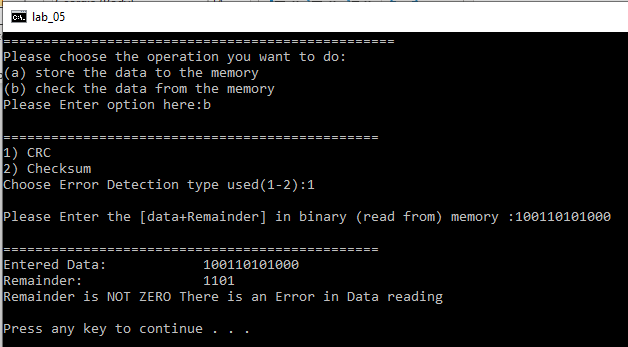 lab_05
=================================================
Please choose the operation you want to do:
(a) store the data to the memory
(b) check the data from the memory
Please Enter option here:b
===============================================
1) CRC
2) Checksum
Choose Error Detection type used(1-2):1
Please Enter the [data+Remainder] in binary (read from) memory :100110101000
===============================================
Entered Data: 100110101000
Remainder: 1101
Remainder is NOT ZERO There is an Error in Data reading
Press any key to continue . . .